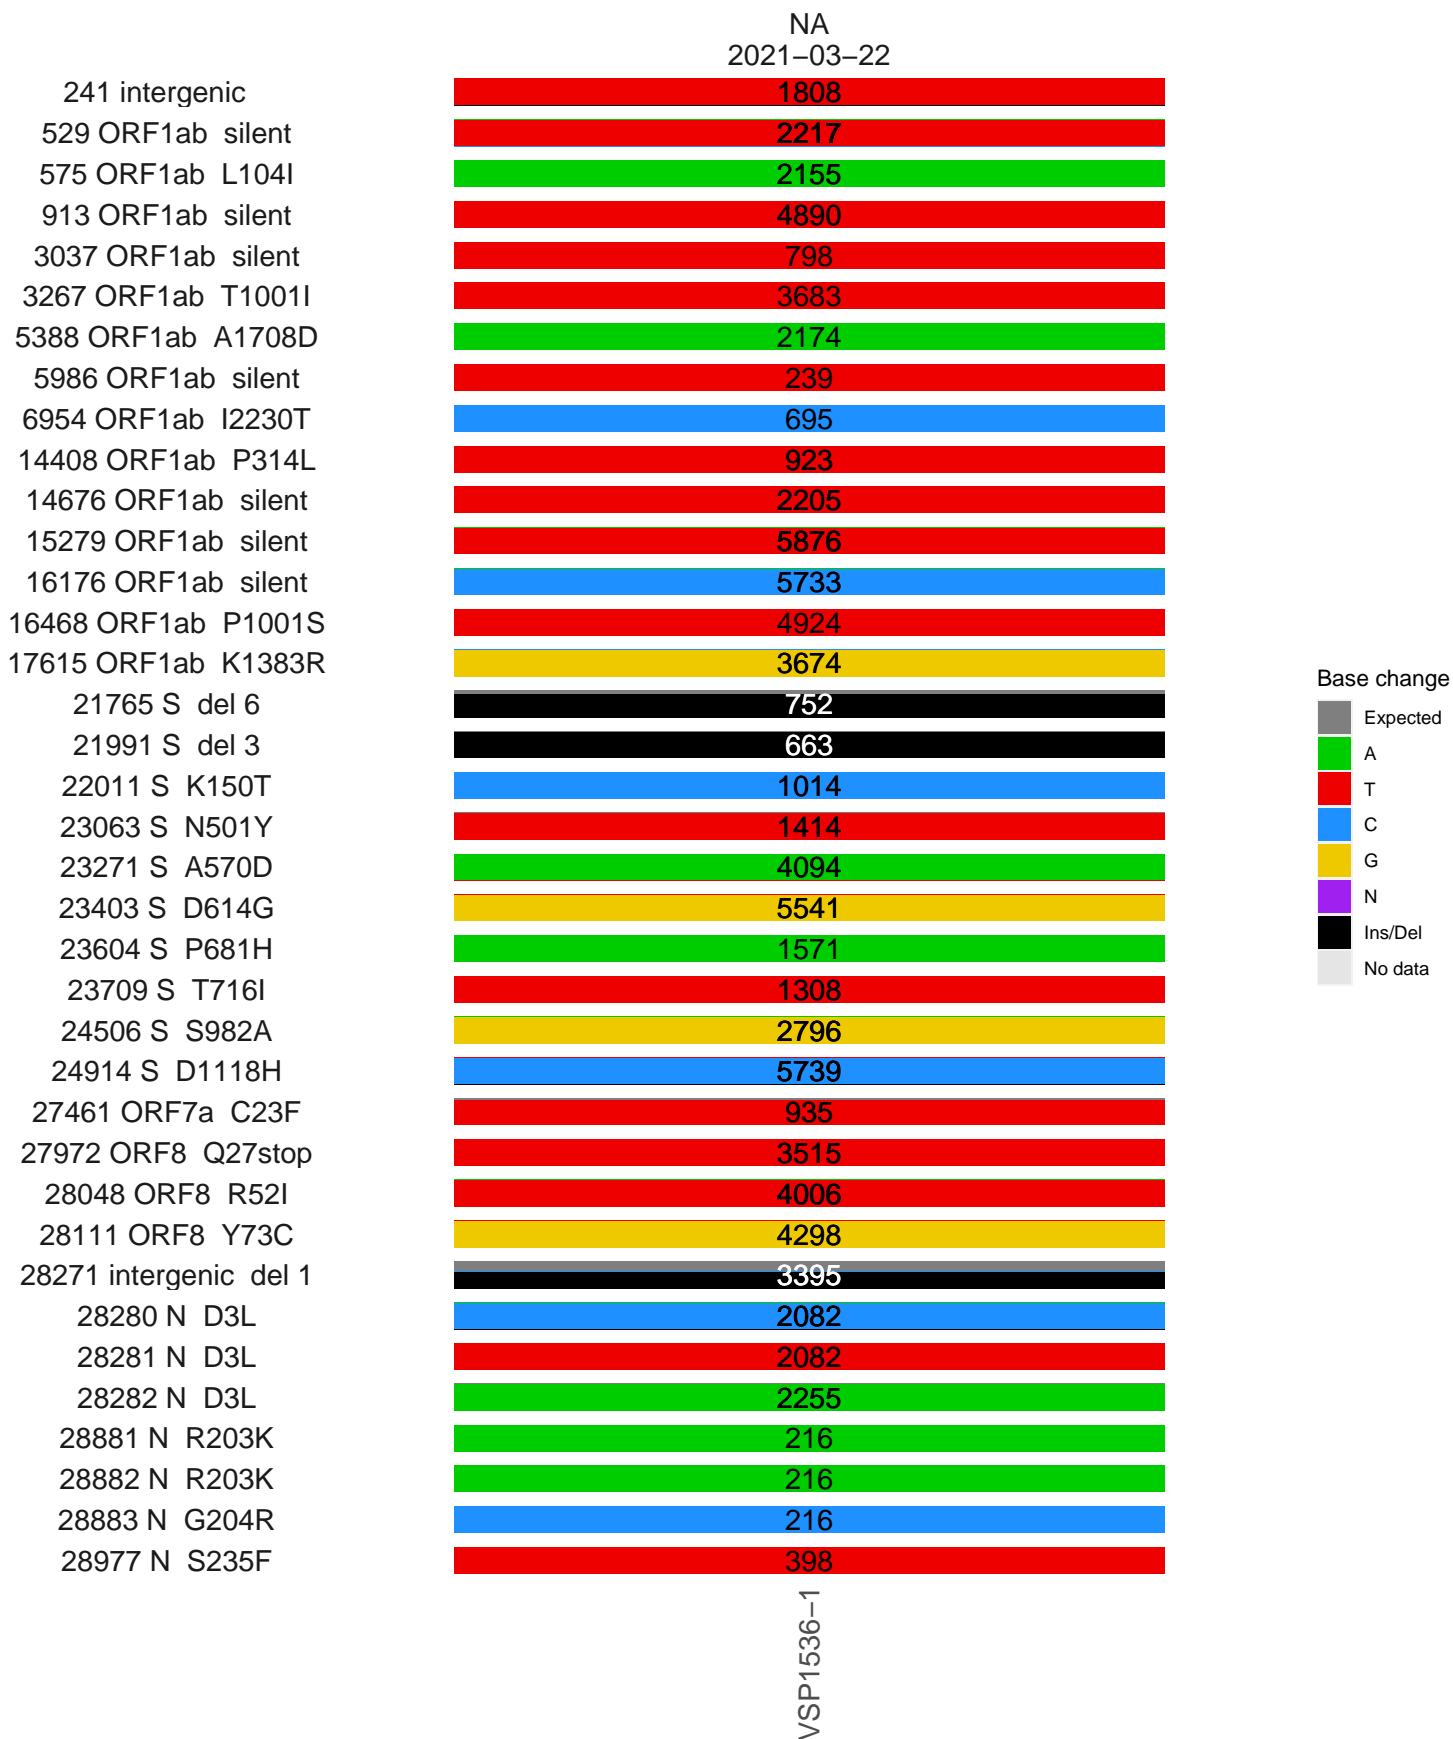 NA
2021−03−22
241 intergenic 1808
529 ORF1ab silent 2217
575 ORF1ab L104I 2155
913 ORF1ab silent 4890
3037 ORF1ab silent 798
3267 ORF1ab T1001I 3683
5388 ORF1ab A1708D 2174
5986 ORF1ab silent 239
6954 ORF1ab I2230T 695
14408 ORF1ab P314L 923
14676 ORF1ab silent 2205
15279 ORF1ab silent 5876
16176 ORF1ab silent 5733
16468 ORF1ab P1001S 4924
17615 ORF1ab K1383R 3674
21765 S del 6 752
21991 S del 3 663
22011 S K150T 1014
23063 S N501Y 1414
23271 S A570D 4094
23403 S D614G 5541
23604 S P681H 1571
23709 S T716I 1308
24506 S S982A 2796
24914 S D1118H 5739
27461 ORF7a C23F 935
27972 ORF8 Q27stop 3515
28048 ORF8 R52I 4006
28111 ORF8 Y73C 4298
28271 intergenic del 1 3395
28280 N D3L 2082
28281 N D3L 2082
28282 N D3L 2255
28881 N R203K 216
28882 N R203K 216
28883 N G204R 216
28977 N S235F 398
VSP1536−1
Base change
Expected
A
T
C
G
N
Ins/Del
No data